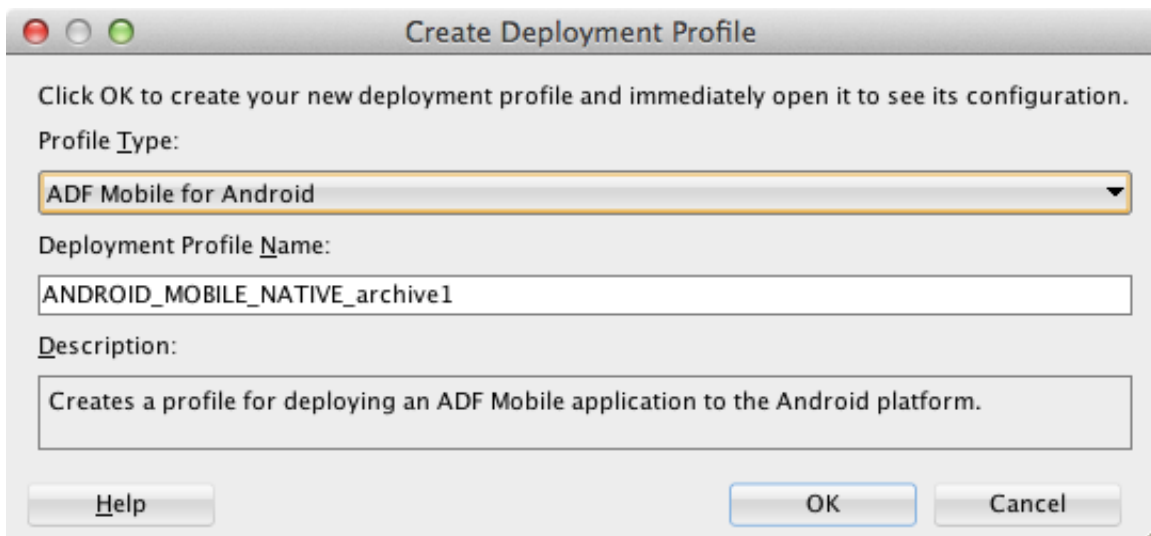 Create Deployment Profile
Click OK to create your new deployment profile and immediately open it to see its configuration.
Profile Type:
ADF Mobile for Android
Deployment Profile Name:
ANDROID_MOBILE_NATIVE_archive1
Description:
Creates a profile for deploying an ADF Mobile application to the Android platform.
Help OK Cancel